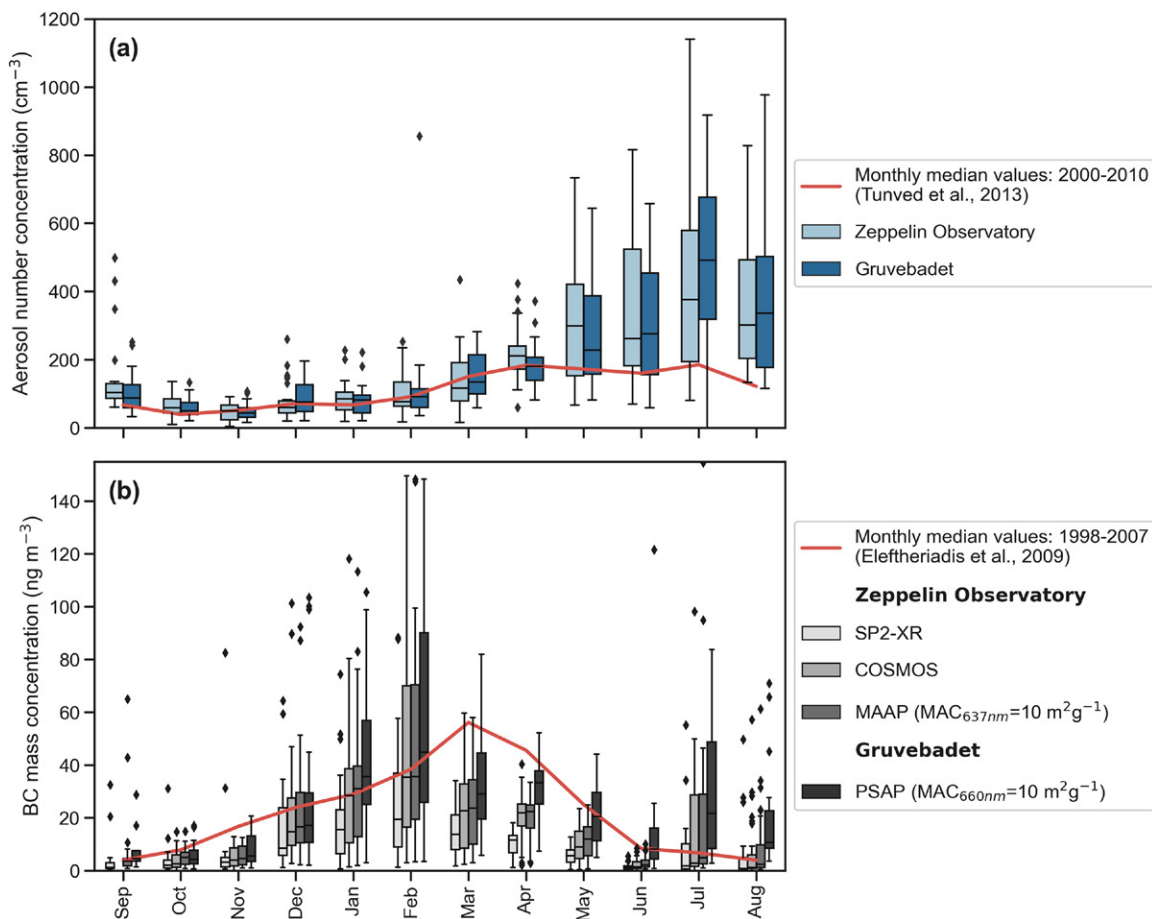 (a)
Aerosol number concentration (cm⁻³)
1200
1000
800
600
400
200
0
Monthly median values: 2000-2010
(Tunved et al., 2013)
Zeppelin Observatory
Gruvebadet
(b)
BC mass concentration (ng m⁻³)
140
120
100
80
60
40
20
0
Sep
Oct
Nov
Dec
Jan
Feb
Mar
Apr
May
Jun
Jul
Aug
Monthly median values: 1998-2007
(Eleftheriadis et al., 2009)
Zeppelin Observatory
SP2-XR
COSMOS
MAAP (MAC₆₃₇ₙₘ=10 m²g⁻¹)
Gruvebadet
PSAP (MAC₆₆₀ₙₘ=10 m²g⁻¹)